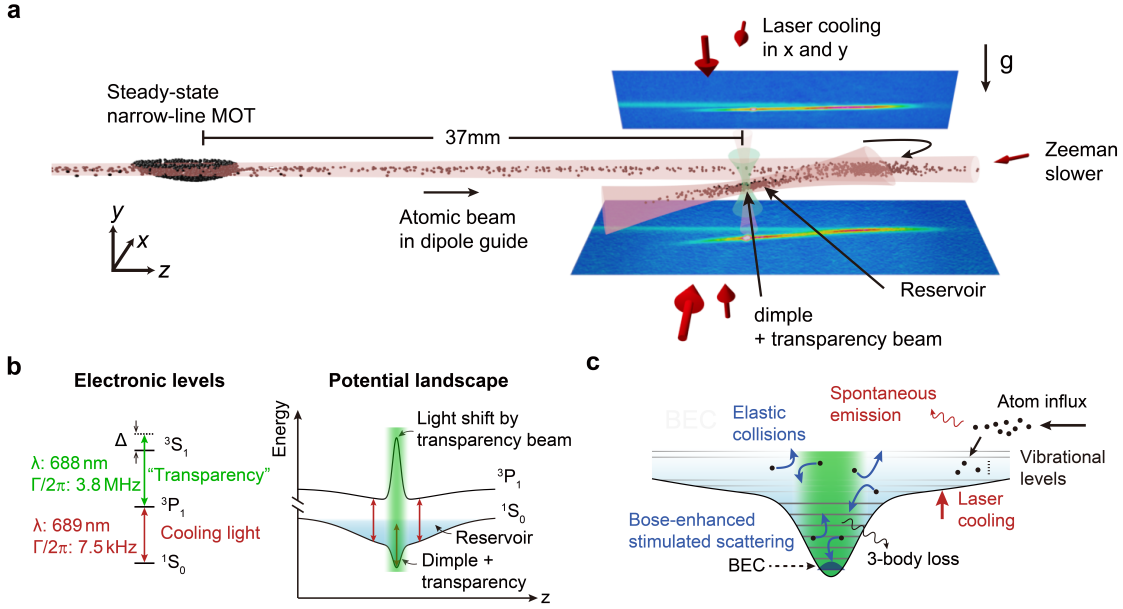 a
Laser cooling
in x and y
g
Steady-state
narrow-line MOT
37mm
Zeeman
slower
Atomic beam
in dipole guide
y
x
z
Reservoir
dimple
+ transparency beam
b
Electronic levels
Δ
³S₁
λ: 688 nm
Γ/2π: 3.8 MHz
"Transparency"
³P₁
λ: 689 nm
Γ/2π: 7.5 kHz
Cooling light
¹S₀
Potential landscape
Energy
Light shift by
transparency beam
³P₁
¹S₀
Reservoir
Dimple +
transparency
z
c
BEC
Spontaneous
emission
Atom influx
Elastic
collisions
Vibrational
levels
Laser
cooling
Bose-enhanced
stimulated scattering
3-body loss
BEC